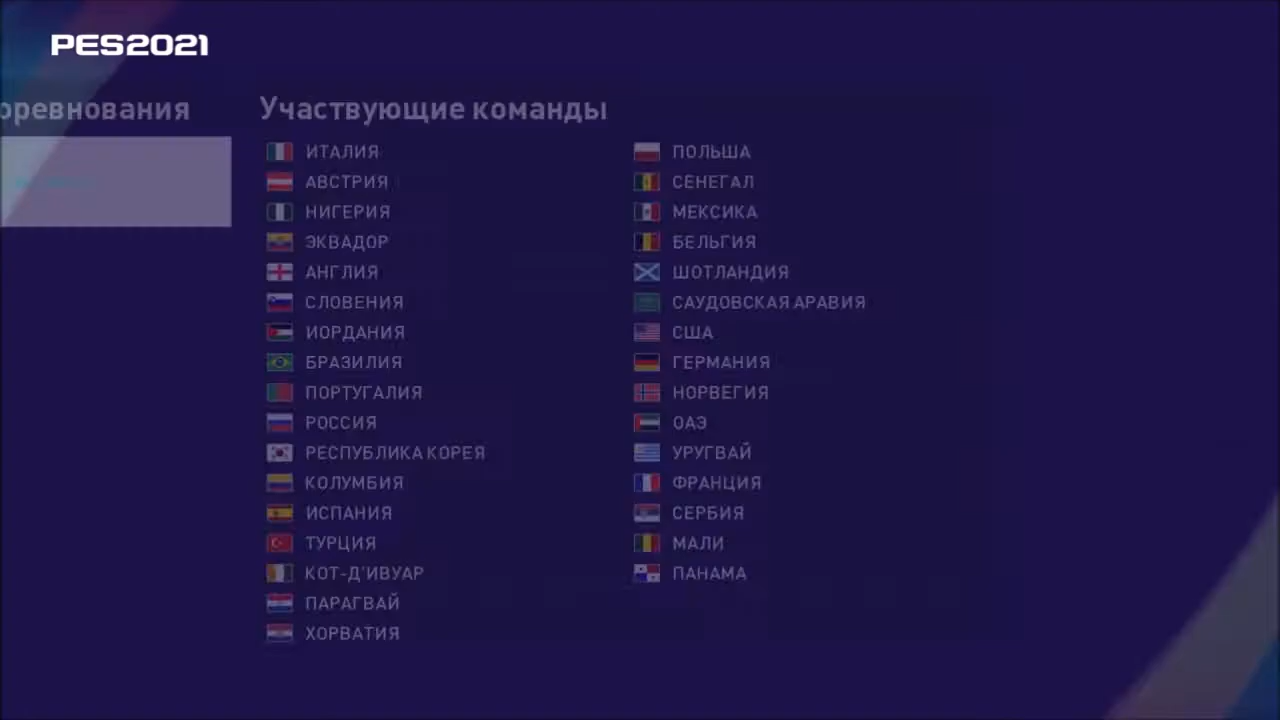 PES2021
оревнования
Участвующие команды
ИТАЛИЯ
АВСТРИЯ
НИГЕРИЯ
ЭКВАДОР
АНГЛИЯ
СЛОВЕНИЯ
ИОРДАНИЯ
БРАЗИЛИЯ
ПОРТУГАЛИЯ
РОССИЯ
РЕСПУБЛИКА КОРЕЯ
КОЛУМБИЯ
ИСПАНИЯ
ТУРЦИЯ
КОТ-Д'ИВУАР
ПАРАГВАЙ
ХОРВАТИЯ
ПОЛЬША
СЕНЕГАЛ
МЕКСИКА
БЕЛЬГИЯ
ШОТЛАНДИЯ
САУДОВСКАЯ АРАВИЯ
США
ГЕРМАНИЯ
НОРВЕГИЯ
ОАЭ
УРУГВАЙ
ФРАНЦИЯ
СЕРБИЯ
МАЛИ
ПАНАМА